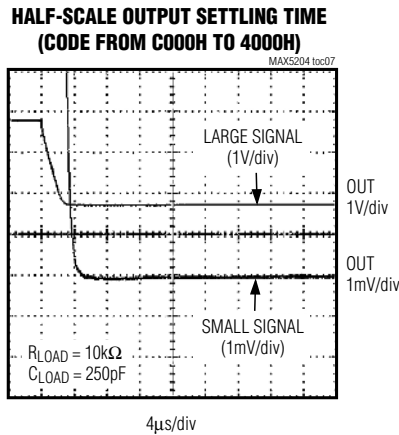 HALF-SCALE OUTPUT SETTLING TIME
(CODE FROM C000H TO 4000H)
MAX5204 toc07
LARGE SIGNAL
(1V/div)
OUT
1V/div
OUT
1mV/div
SMALL SIGNAL
(1mV/div)
RLOAD = 10kΩ
CLOAD = 250pF
4µs/div